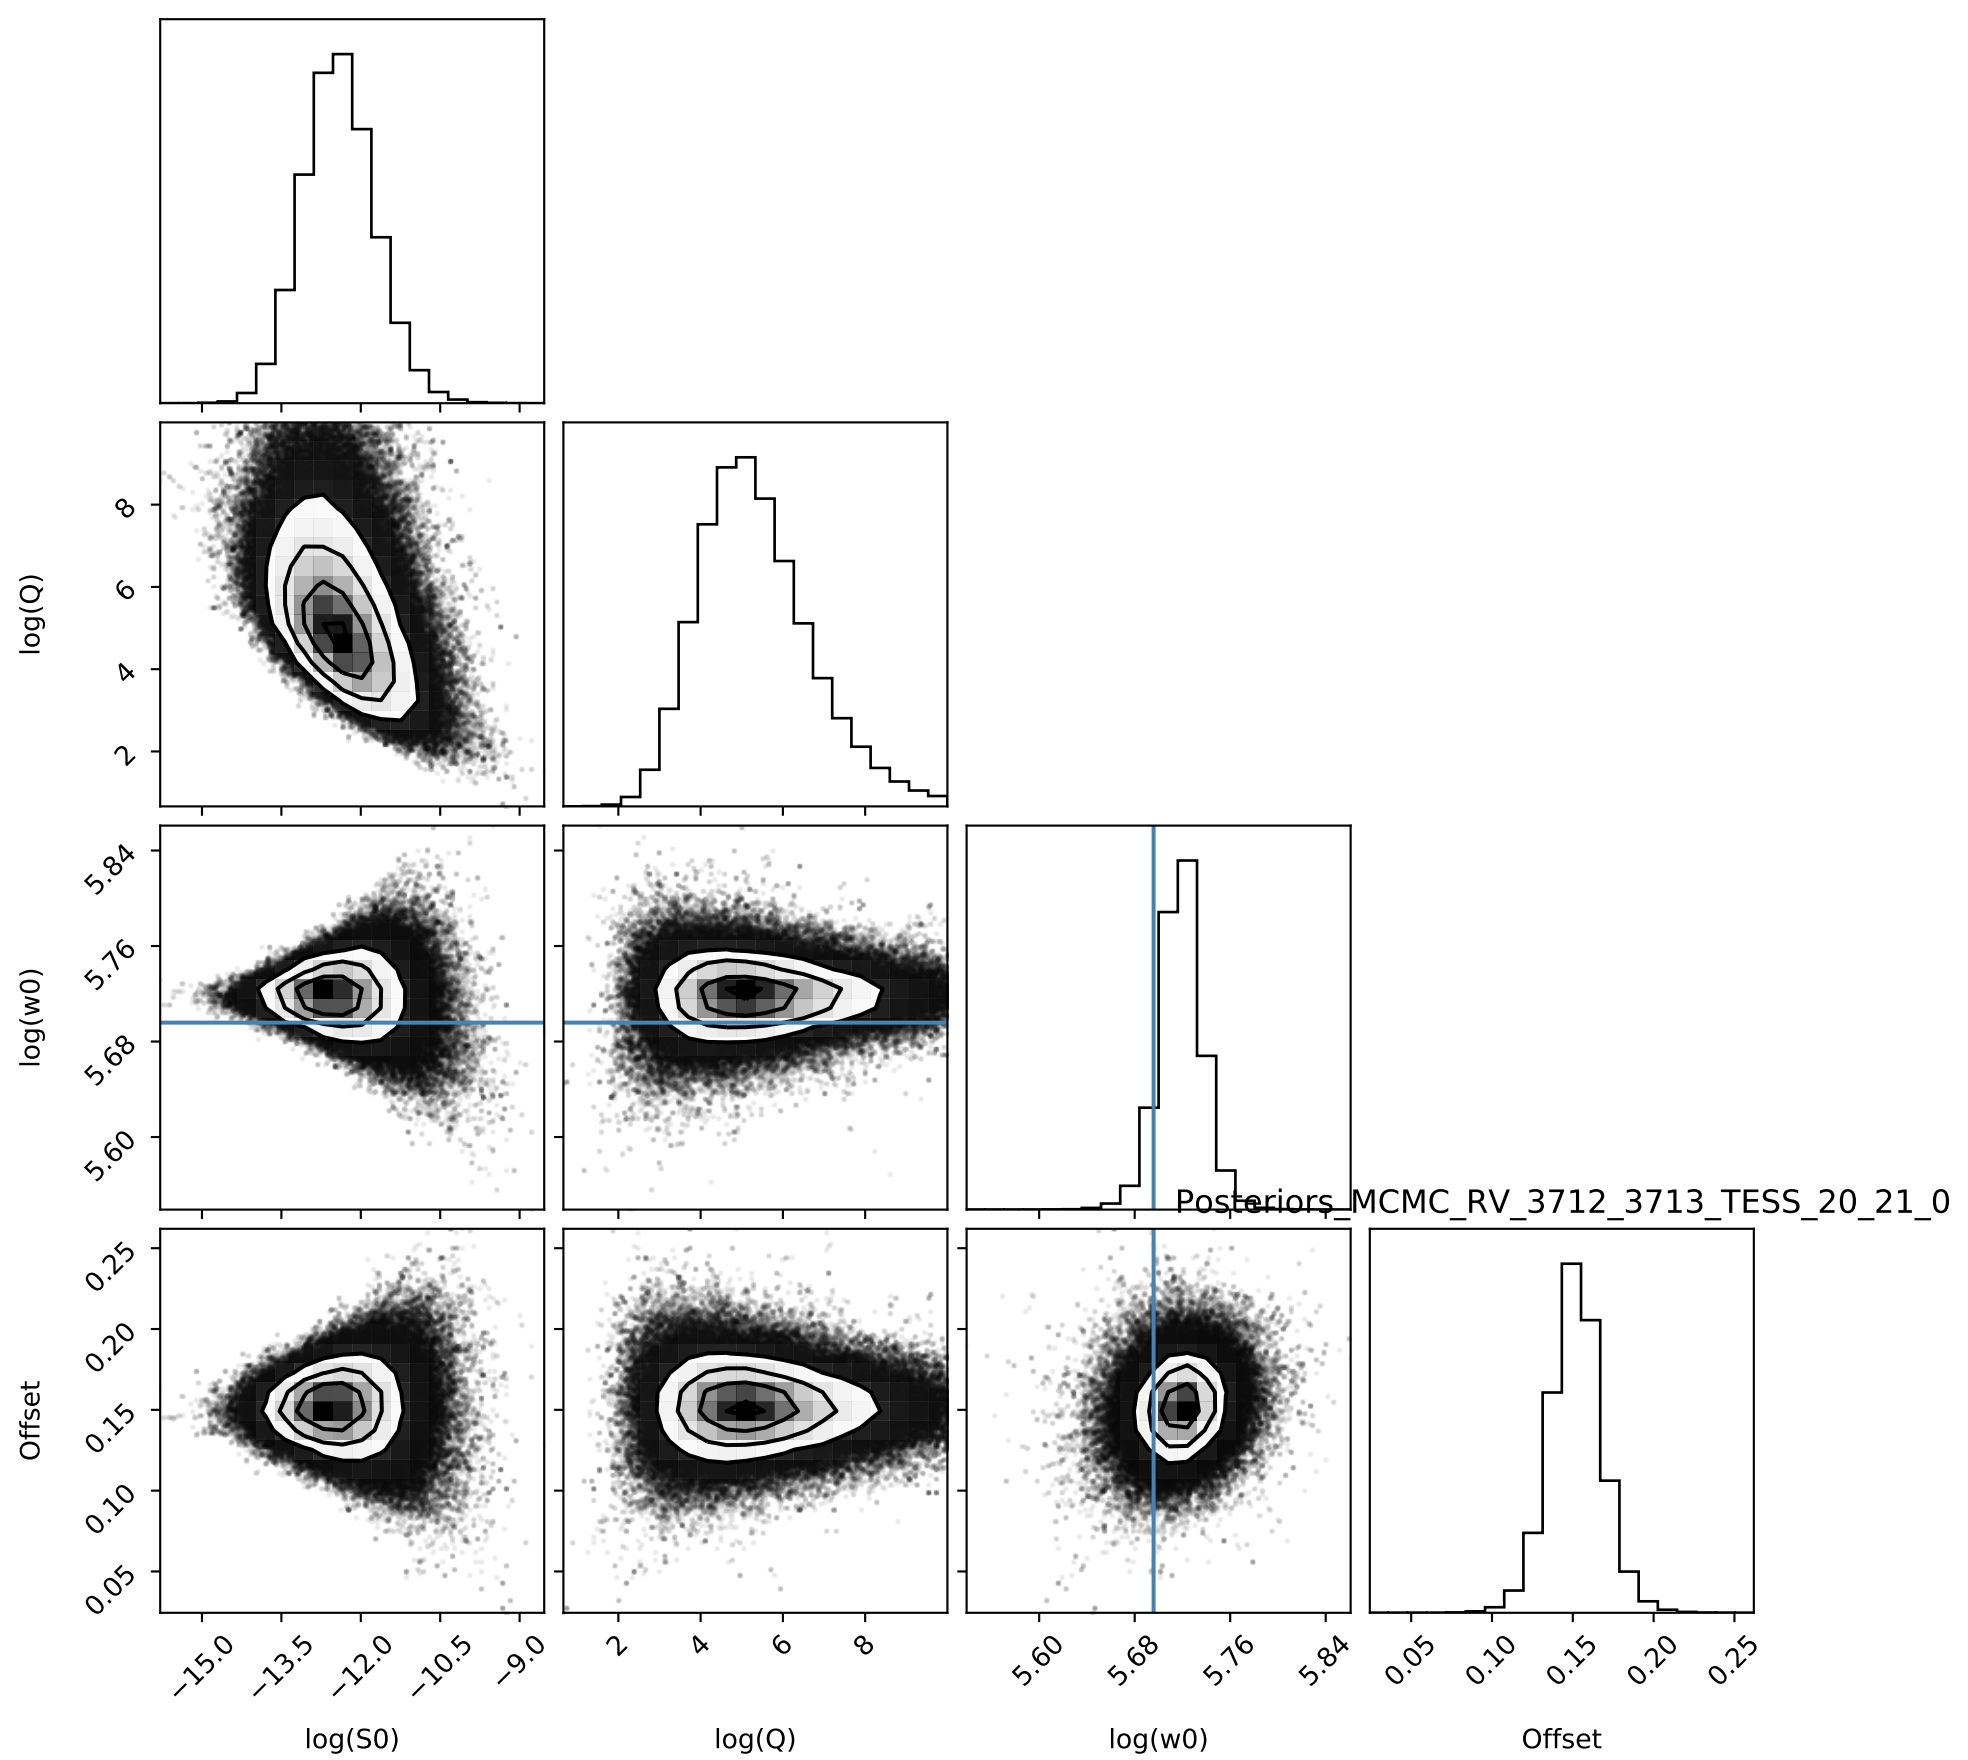 log(Q)
8
6
4
2
log(w0)
5.84
5.76
5.68
5.60
Posteriors_MCMC_RV_3712_3713_TESS_20_21_0
Offset
0.25
0.20
0.15
0.10
0.05
−15.0 −13.5 −12.0 −10.5 −9.0 2 4 6 8 5.60 5.68 5.76 5.84 0.05 0.10 0.15 0.20 0.25
log(S0) log(Q) log(w0) Offset